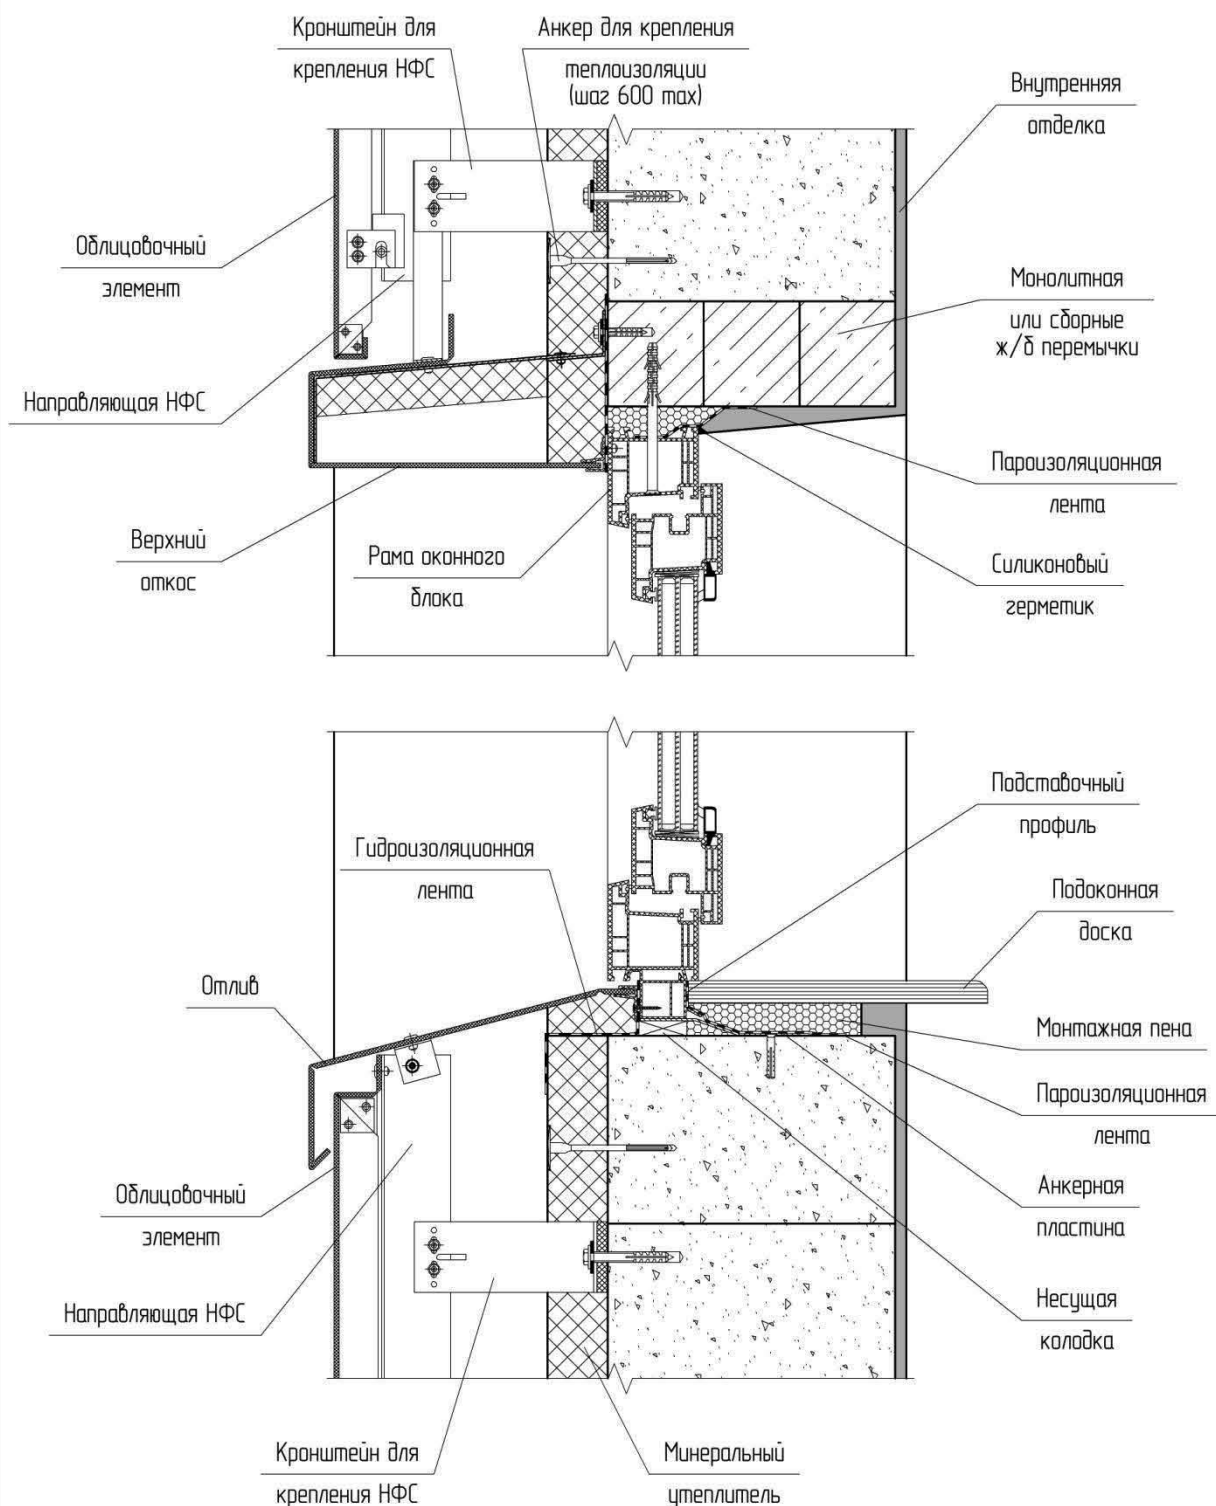 Кронштейн для
крепления НФС
Анкер для крепления
теплоизоляции
(шаг 600 max)
Внутренняя
отделка
Облицовочный
элемент
Монолитная
или сборные
ж/б перемычки
Направляющая НФС
Пароизоляционная
лента
Верхний
откос
Рама оконного
блока
Силиконовый
герметик
Подставочный
профиль
Гидроизоляционная
лента
Подоконная
доска
Отлив
Монтажная пена
Пароизоляционная
лента
Облицовочный
элемент
Анкерная
пластина
Направляющая НФС
Несущая
колодка
Кронштейн для
крепления НФС
Минеральный
утеплитель